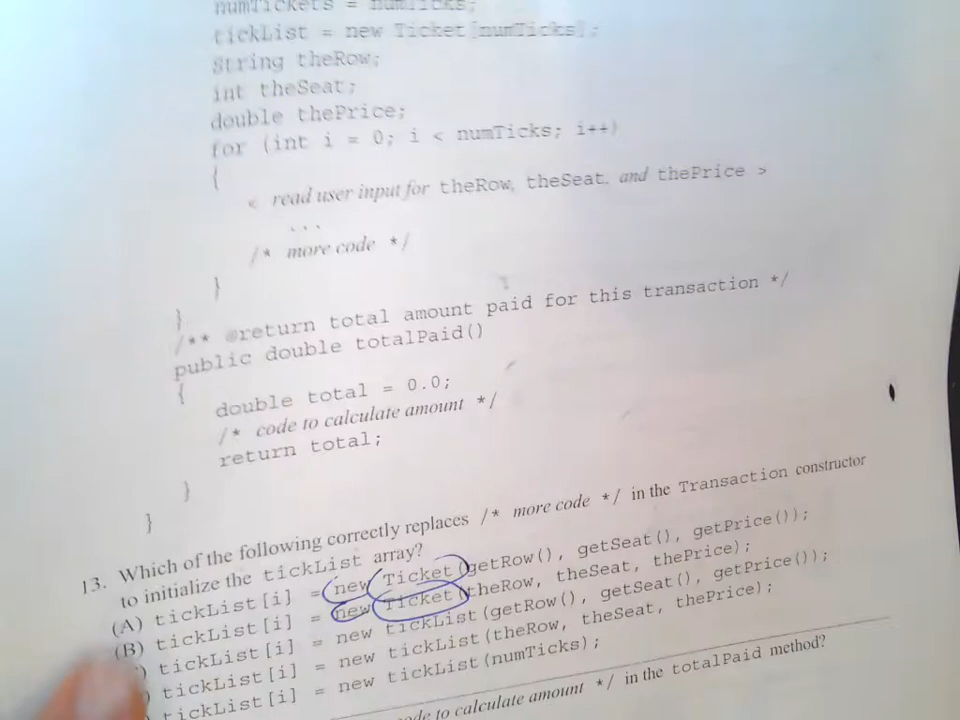 numTickets = numTicks;
tickList = new Ticket[numTicks];
String theRow;
int theSeat;
double thePrice;
for (int i = 0; i < numTicks; i++)
{
< read user input for theRow, theSeat, and thePrice >
...
/* more code */
}
}
/** @return total amount paid for this transaction */
public double totalPaid()
{
double total = 0.0;
/* code to calculate amount */
return total;
}
}
13. Which of the following correctly replaces /* more code */ in the Transaction constructor
to initialize the tickList array?
(A) tickList[i] = new Ticket(getRow(), getSeat(), getPrice());
(B) tickList[i] = new Ticket(theRow, theSeat, thePrice);
) tickList[i] = new tickList(getRow(), getSeat(), getPrice());
) tickList[i] = new tickList(theRow, theSeat, thePrice);
) tickList[i] = new tickList(numTicks);
code to calculate amount */ in the totalPaid method?